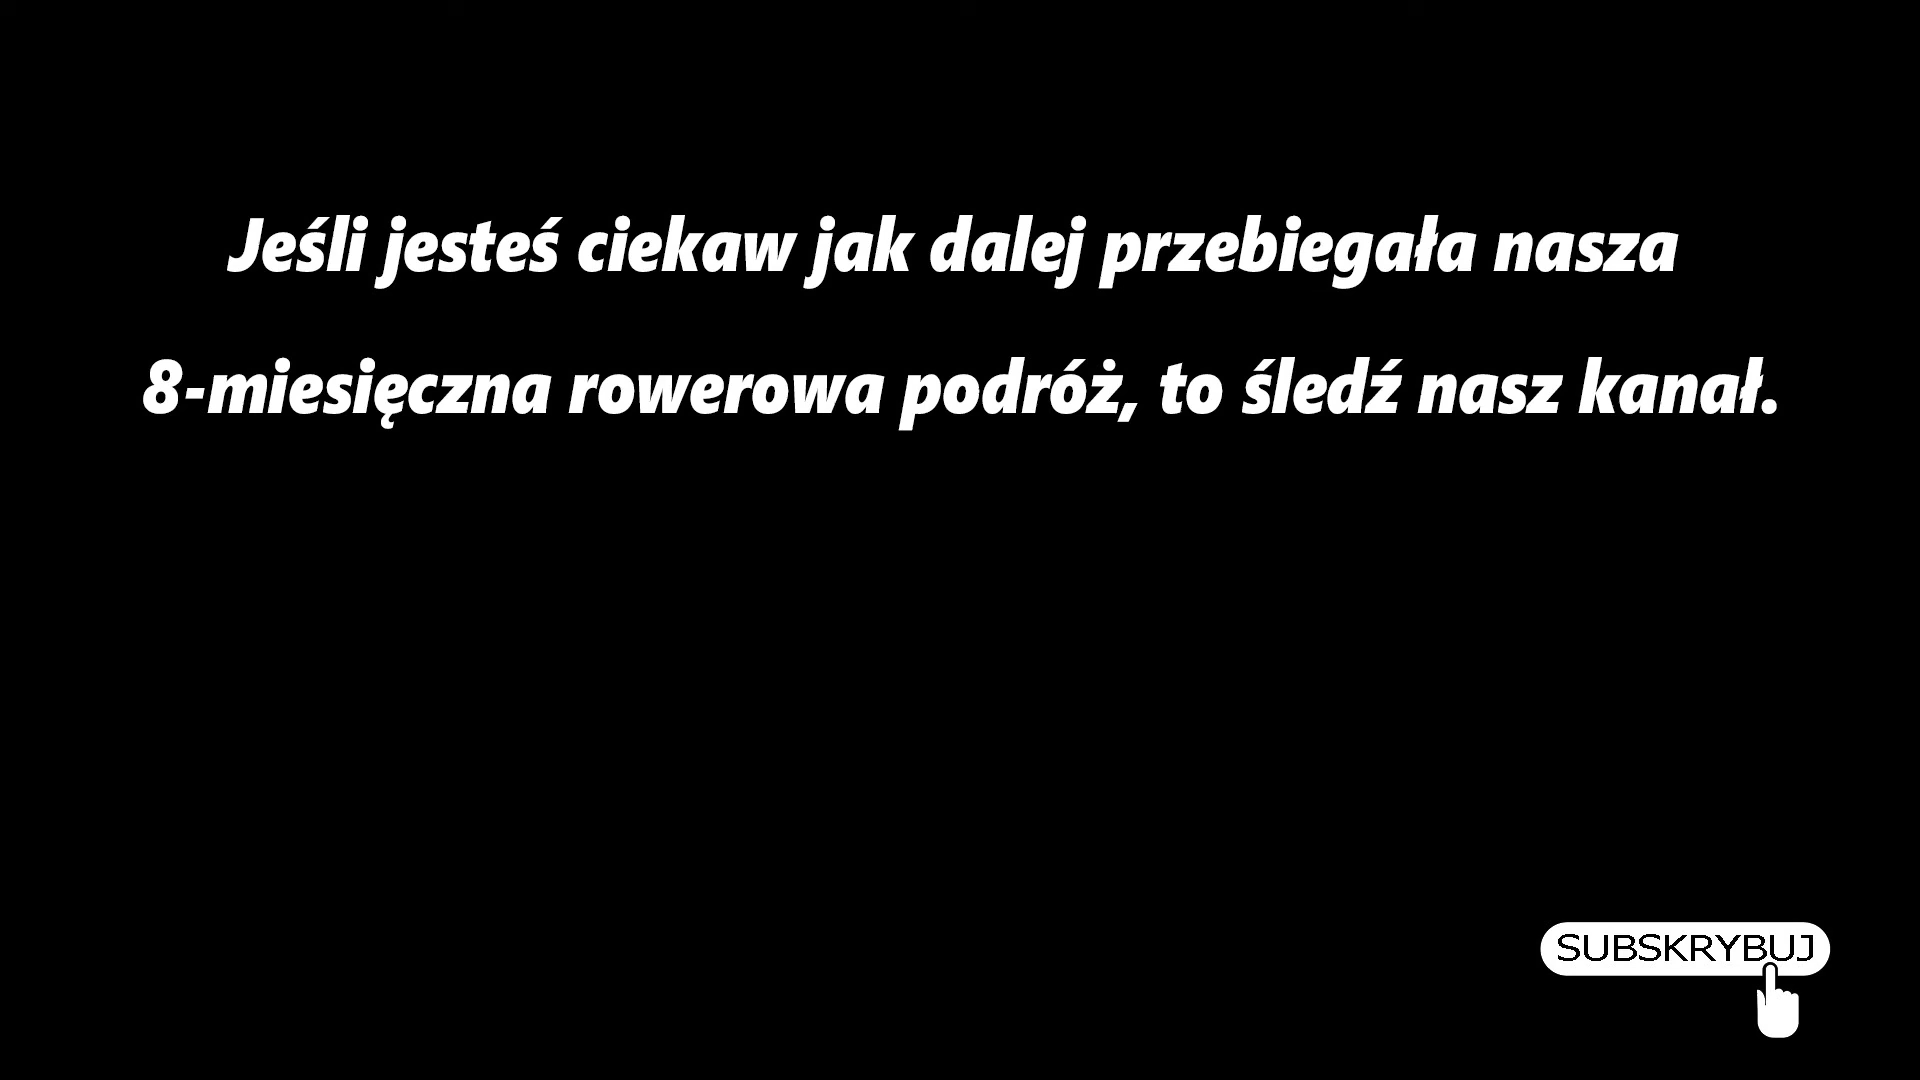 Jeśli jesteś ciekaw jak dalej przebiegała nasza
8-miesięczna rowerowa podróż, to śledź nasz kanał.
SUBSKRYBUJ